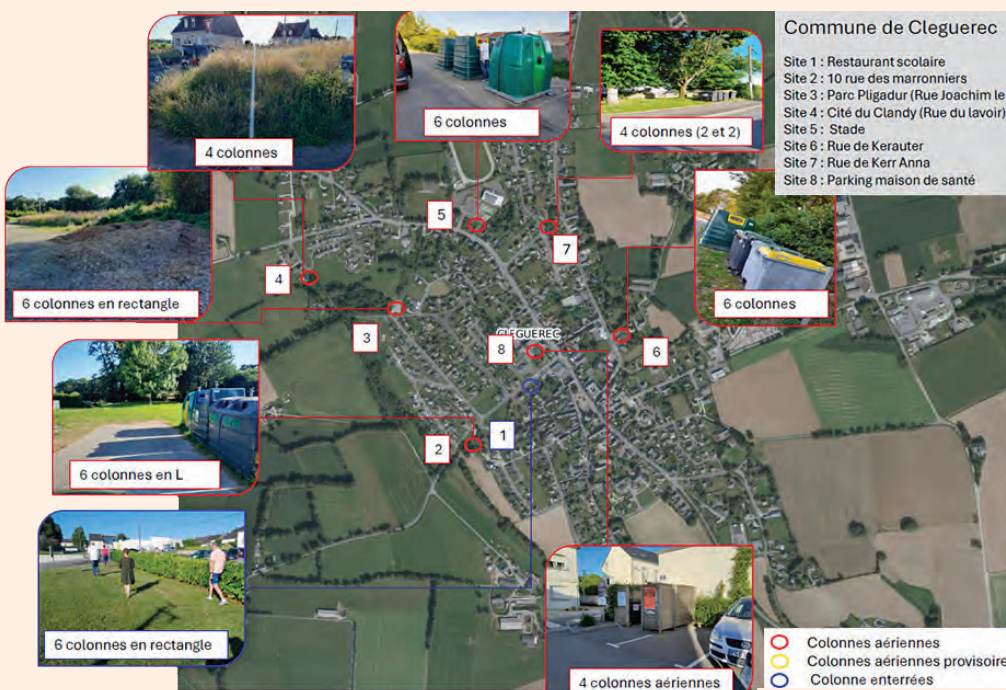 Commune de Cleguerec
Site 1 : Restaurant scolaire
Site 2 : 10 rue des marronniers
Site 3 : Parc Pligadur (Rue Joachim le
Site 4 : Cité du Clandy (Rue du lavoir)
Site 5 : Stade
Site 6 : Rue de Kerauter
Site 7 : Rue de Kerr Anna
Site 8 : Parking maison de santé
4 colonnes
6 colonnes
4 colonnes (2 et 2)
6 colonnes en rectangle
6 colonnes
5
7
4
3
CLEGUEREC
8
6
6 colonnes en L
2
1
6 colonnes en rectangle
4 colonnes aériennes
Colonnes aériennes
Colonnes aériennes provisoire
Colonne enterrées